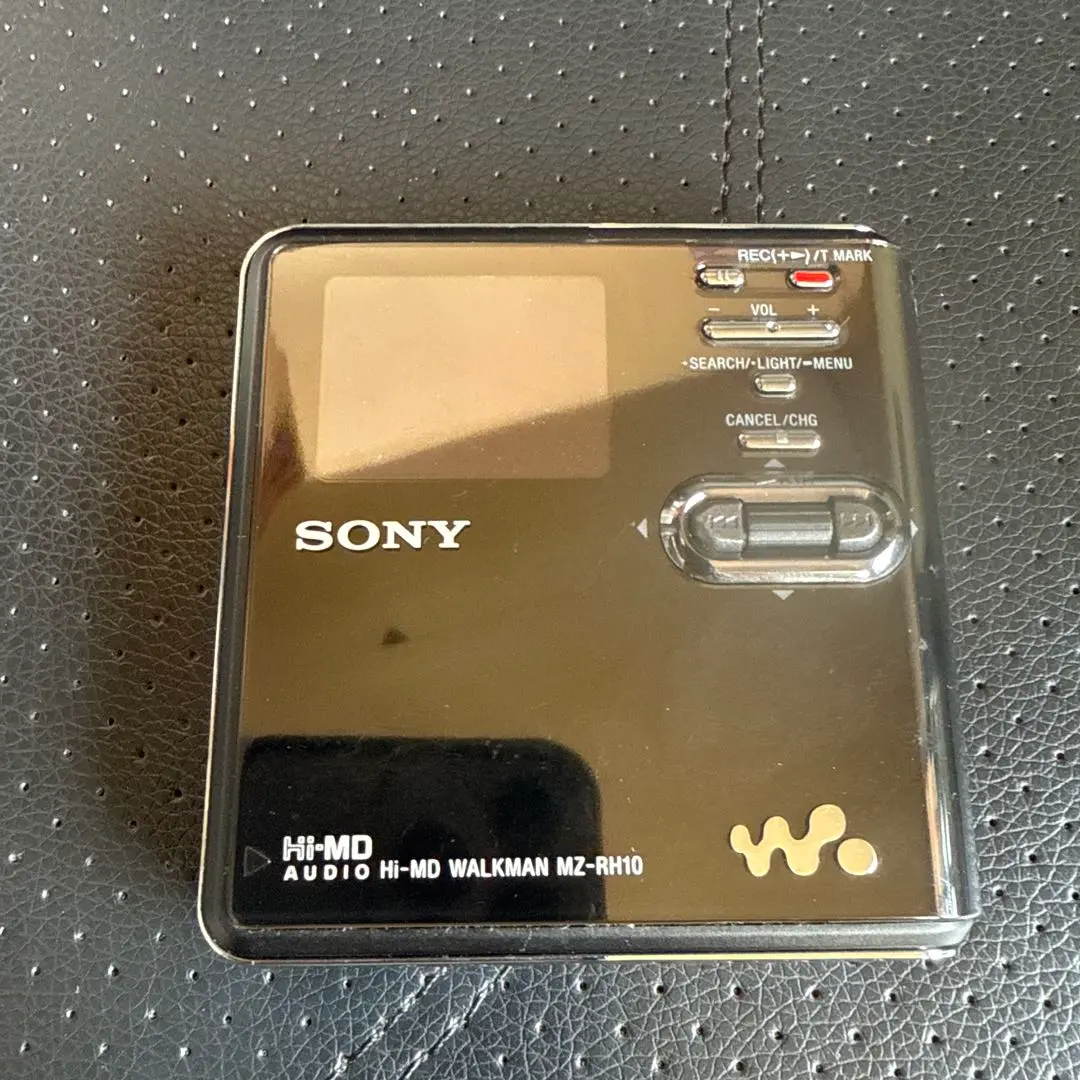 REC(+►)/T MARK
− VOL +
•SEARCH/•LIGHT/━MENU
CANCEL/CHG
SONY
Hi-MD
AUDIO Hi-MD WALKMAN MZ-RH10